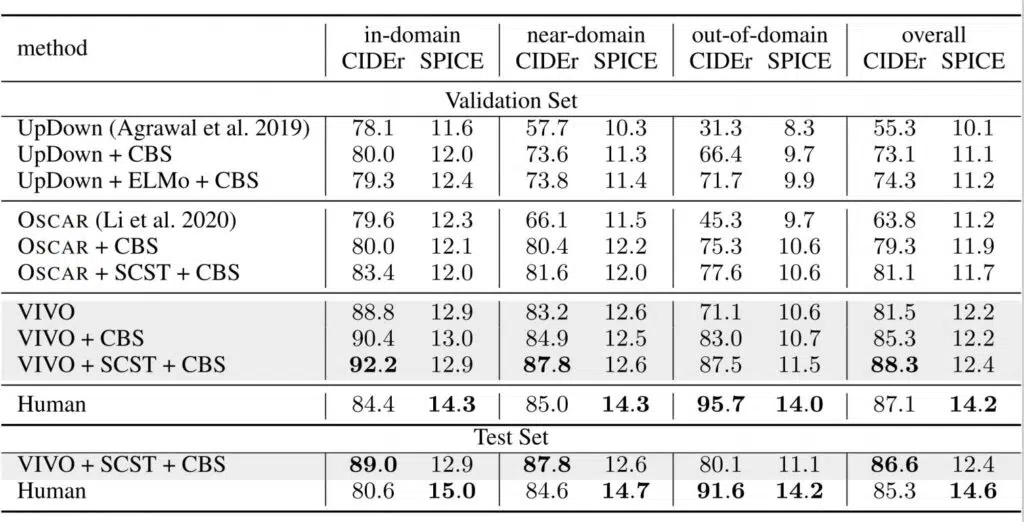 method in-domain near-domain out-of-domain overall
CIDEr SPICE CIDEr SPICE CIDEr SPICE CIDEr SPICE
Validation Set
UpDown (Agrawal et al. 2019) 78.1 11.6 57.7 10.3 31.3 8.3 55.3 10.1
UpDown + CBS 80.0 12.0 73.6 11.3 66.4 9.7 73.1 11.1
UpDown + ELMo + CBS 79.3 12.4 73.8 11.4 71.7 9.9 74.3 11.2
OSCAR (Li et al. 2020) 79.6 12.3 66.1 11.5 45.3 9.7 63.8 11.2
OSCAR + CBS 80.0 12.1 80.4 12.2 75.3 10.6 79.3 11.9
OSCAR + SCST + CBS 83.4 12.0 81.6 12.0 77.6 10.6 81.1 11.7
VIVO 88.8 12.9 83.2 12.6 71.1 10.6 81.5 12.2
VIVO + CBS 90.4 13.0 84.9 12.5 83.0 10.7 85.3 12.2
VIVO + SCST + CBS 92.2 12.9 87.8 12.6 87.5 11.5 88.3 12.4
Human 84.4 14.3 85.0 14.3 95.7 14.0 87.1 14.2
Test Set
VIVO + SCST + CBS 89.0 12.9 87.8 12.6 80.1 11.1 86.6 12.4
Human 80.6 15.0 84.6 14.7 91.6 14.2 85.3 14.6